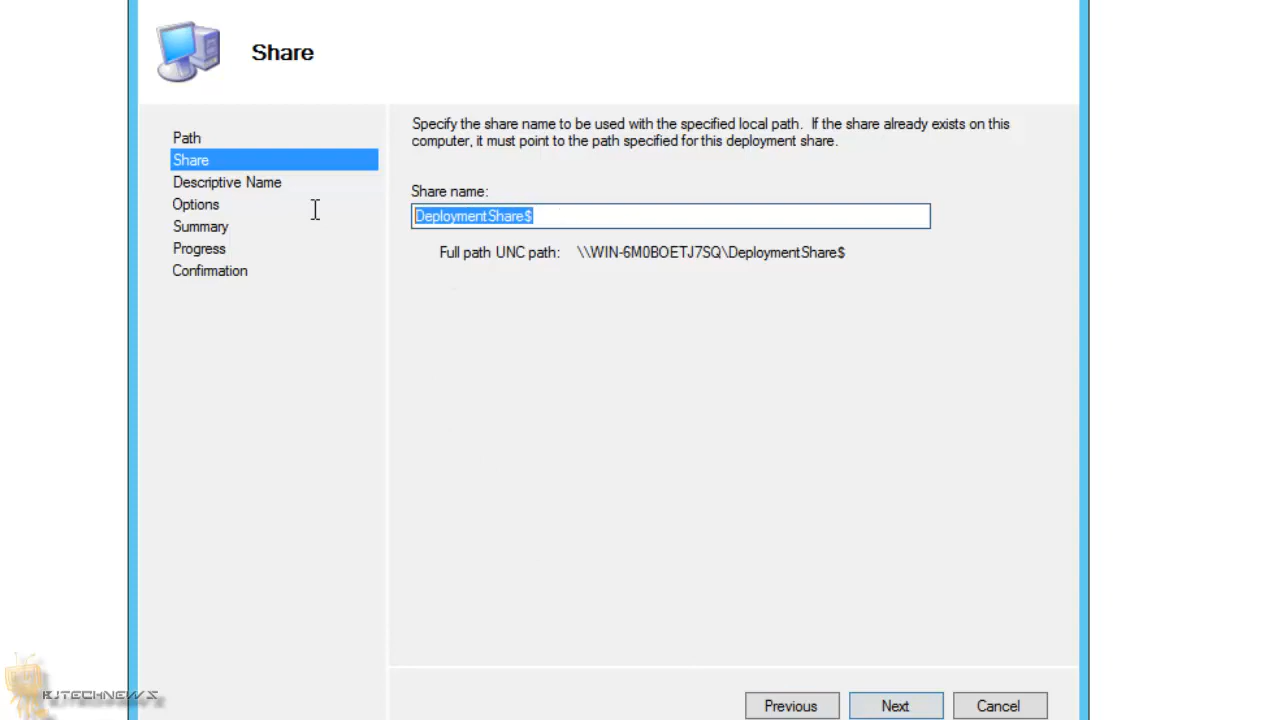 Share
Path
Share
Descriptive Name
Options
Summary
Progress
Confirmation
Specify the share name to be used with the specified local path.  If the share already exists on this
computer, it must point to the path specified for this deployment share.
Share name:
DeploymentShare$
Full path UNC path: \\WIN-6M0BOETJ7SQ\DeploymentShare$
Previous
Next
Cancel
BJTECHNEWS